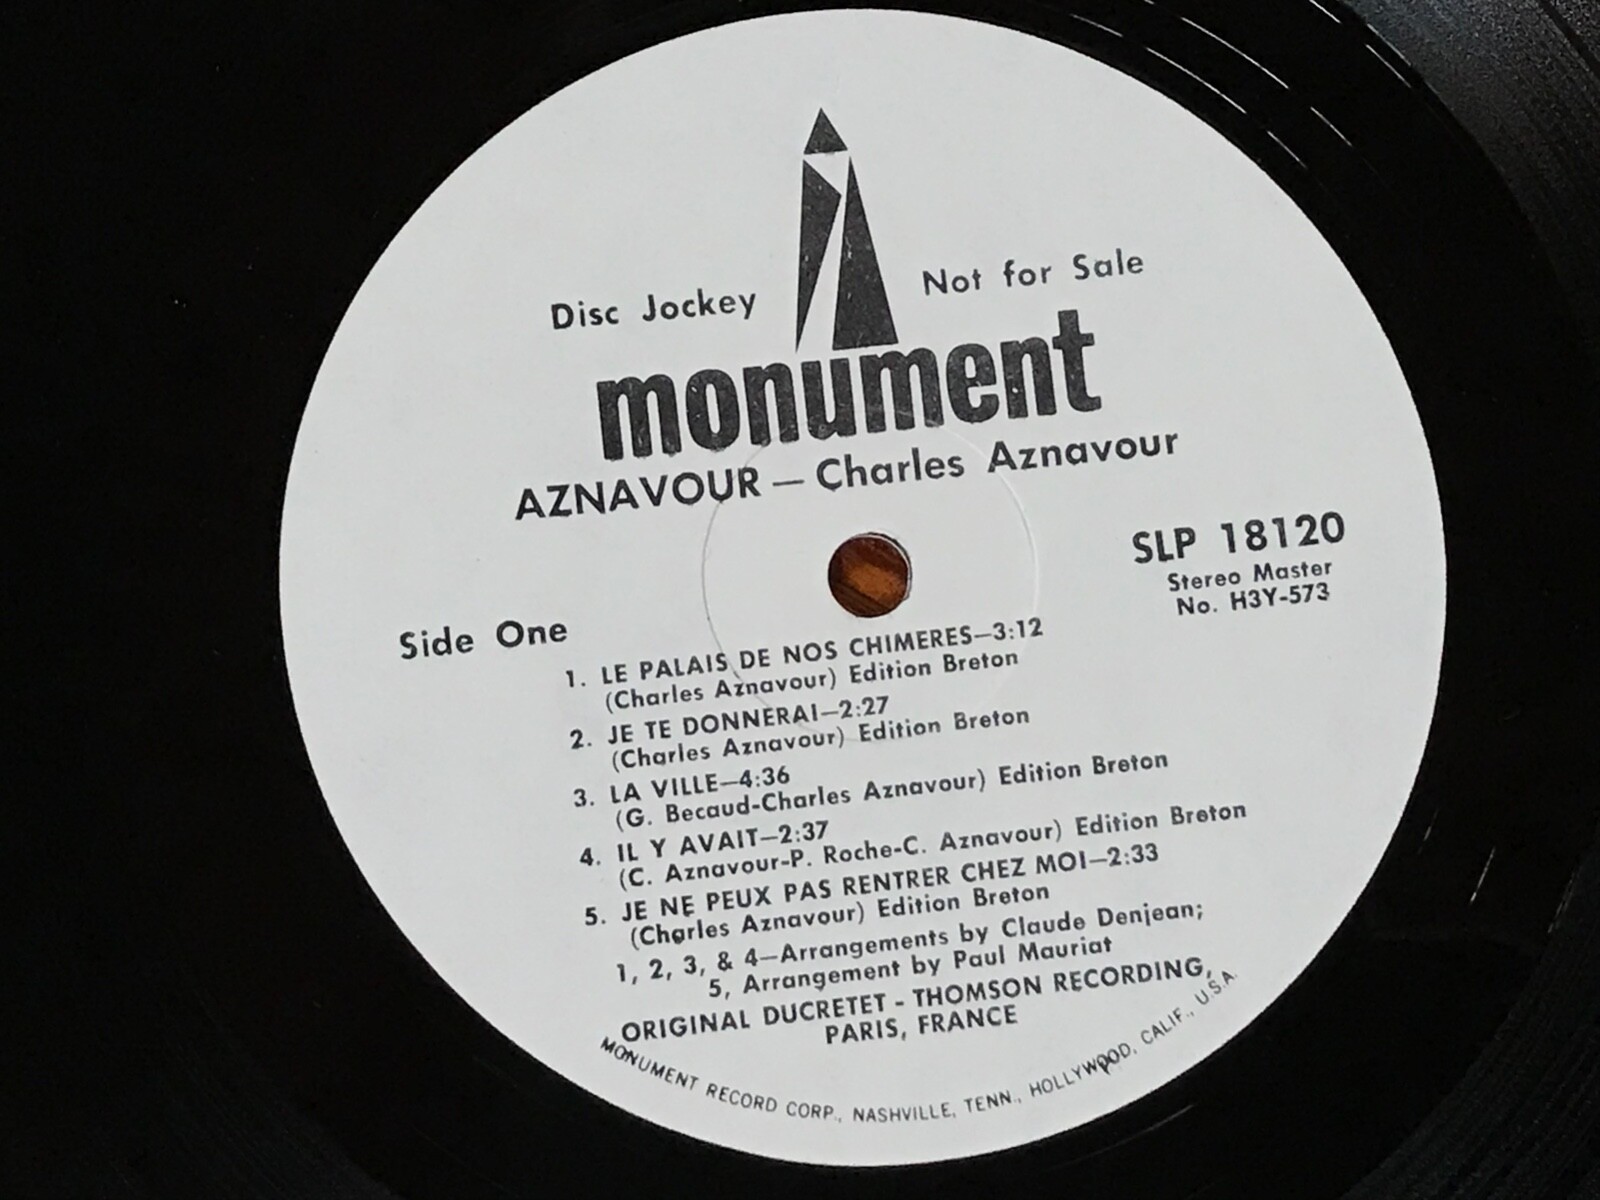 Disc Jockey Not for Sale
monument
AZNAVOUR — Charles Aznavour
SLP 18120
Stereo Master
No. H3Y-573
Side One
1. LE PALAIS DE NOS CHIMERES—3:12
(Charles Aznavour) Edition Breton
2. JE TE DONNERAI—2:27
(Charles Aznavour) Edition Breton
3. LA VILLE—4:36
(G. Becaud-Charles Aznavour) Edition Breton
4. IL Y AVAIT—2:37
(C. Aznavour-P. Roche-C. Aznavour) Edition Breton
5. JE NE PEUX PAS RENTRER CHEZ MOI—2:33
(Charles Aznavour) Edition Breton
1, 2, 3, & 4—Arrangements by Claude Denjean;
5, Arrangement by Paul Mauriat
ORIGINAL DUCRETET - THOMSON RECORDING,
PARIS, FRANCE
MONUMENT RECORD CORP., NASHVILLE, TENN., HOLLYWOOD, CALIF., U.S.A.